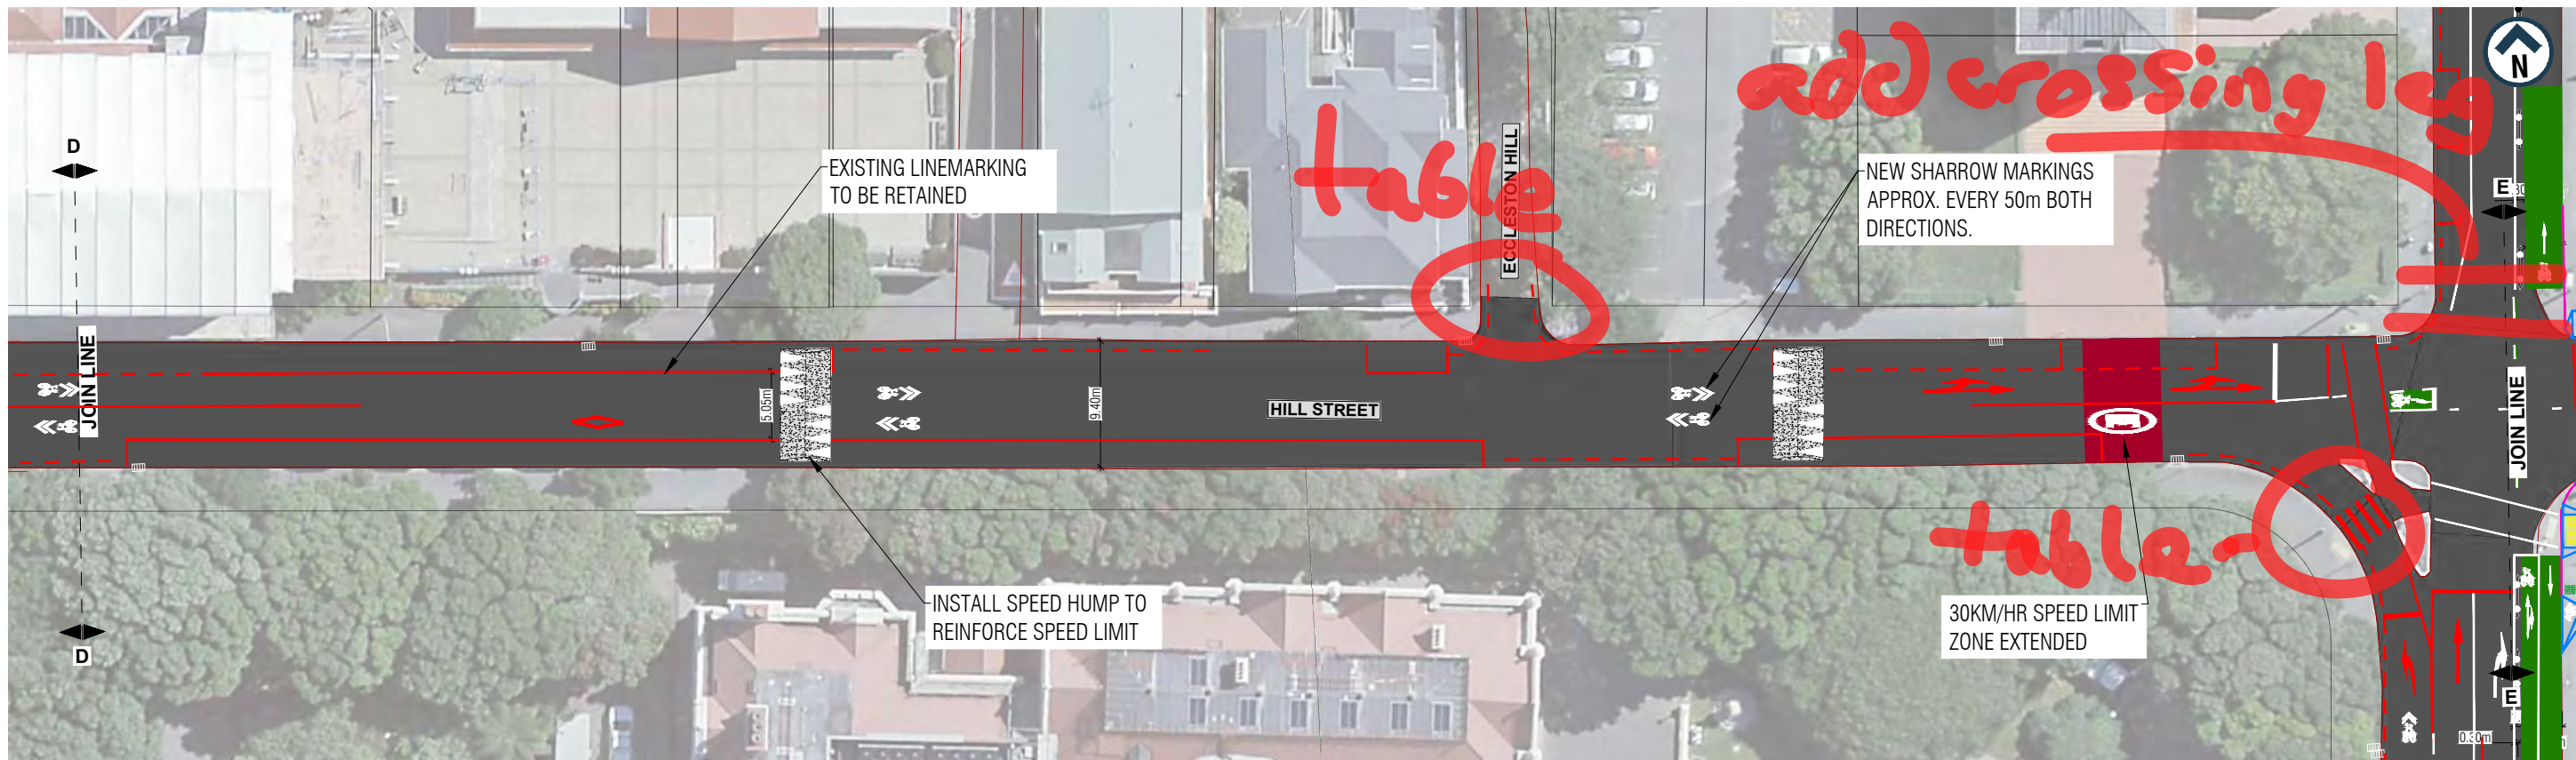 add crossing leg
N
table
ECCLESTON HILL
D
EXISTING LINEMARKING
TO BE RETAINED
NEW SHARROW MARKINGS
APPROX. EVERY 50m BOTH
DIRECTIONS.
E
JOIN LINE
5.05m
9.40m
HILL STREET
JOIN LINE
table
INSTALL SPEED HUMP TO
REINFORCE SPEED LIMIT
30KM/HR SPEED LIMIT
ZONE EXTENDED
D
E
0.30m